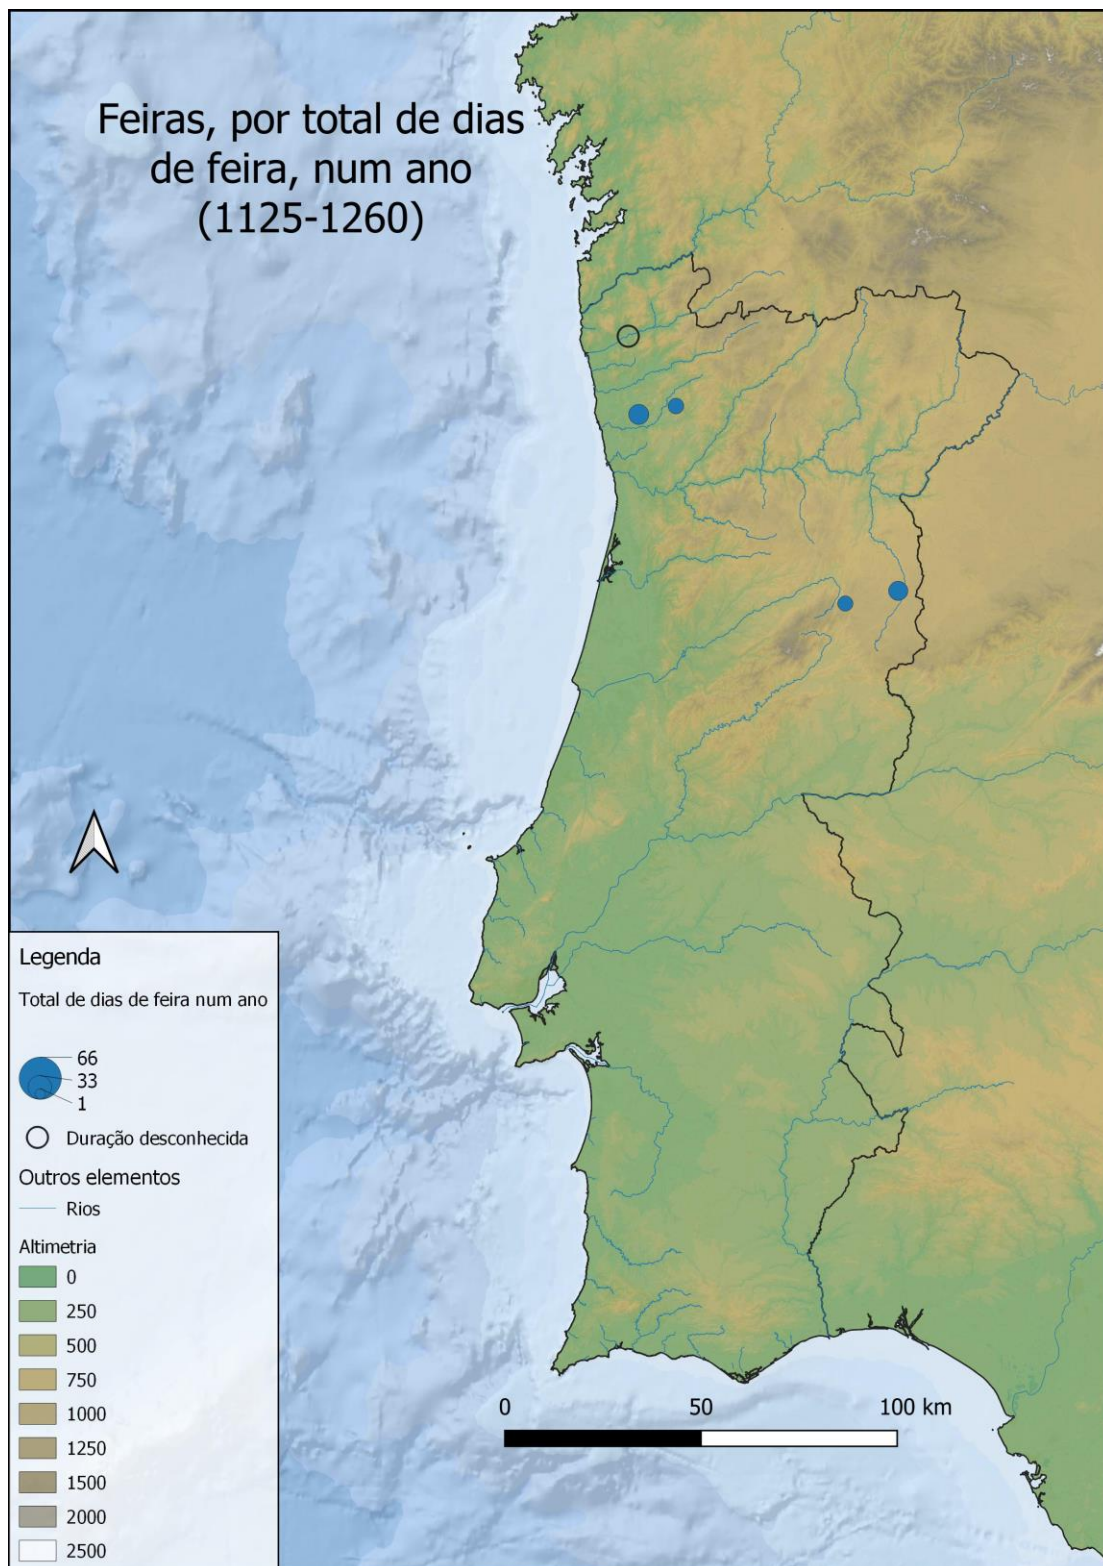 Feiras, por total de dias
de feira, num ano
(1125-1260)
Legenda
Total de dias de feira num ano
66
33
1
Duração desconhecida
Outros elementos
Rios
Altimetria
0
250
500
750
1000
1250
1500
2000
2500
0 50 100 km